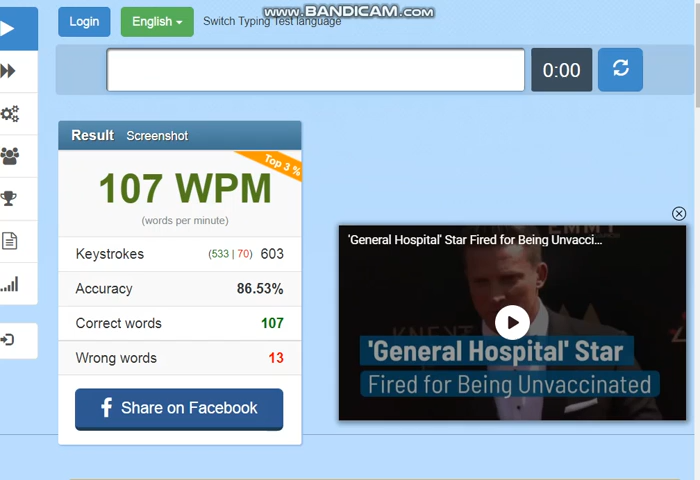 www.BANDICAM.com
Login
English
Switch Typing Test language
0:00
Result Screenshot
Top 3 %
107 WPM
(words per minute)
Keystrokes (533 | 70) 603
Accuracy 86.53%
Correct words 107
Wrong words 13
Share on Facebook
'General Hospital' Star Fired for Being Unvacci...
'General Hospital' Star
Fired for Being Unvaccinated